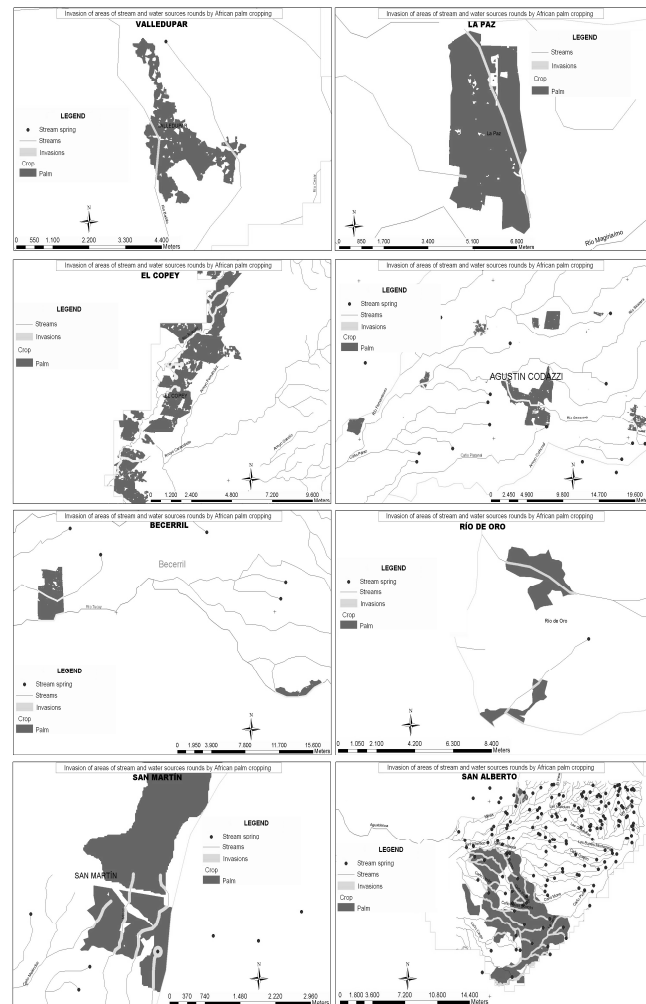 Invasion of areas of stream and water sources rounds by African palm cropping
VALLEDUPAR
LEGEND
Stream spring
Streams
Invasions
Crop
Palm
VALLEDUPAR
N
0 550 1.100 2.200 3.300 4.400
Meters
Invasion of areas of stream and water sources rounds by African palm cropping
LA PAZ
LEGEND
Streams
Invasions
Crop
Palm
La Paz
N
0 850 1.700 3.400 5.100 6.800
Meters
Río Magiriaimo
Invasion of areas of stream and water sources rounds by African palm cropping
EL COPEY
LEGEND
Streams
Invasions
Crop
Palm
EL COPEY
N
0 1.200 2.400 4.800 7.200 9.600
Meters
Invasion of areas of stream and water sources rounds by African palm cropping
LEGEND
Stream spring
Streams
Invasions
Crop
Palm
AGUSTIN CODAZZI
N
0 2.450 4.900 9.800 14.700 19.600
Invasion of areas of stream and water sources rounds by African palm cropping
BECERRIL
Becerril
LEGEND
Stream spring
Streams
Invasions
Crop
Palm
N
0 1.950 3.900 7.800 11.700 15.600
Meters
Invasion of areas of stream and water sources rounds by African palm cropping
RÍO DE ORO
LEGEND
Stream spring
Streams
Invasions
Crop
Palm
Río de Oro
N
0 1.050 2.100 4.200 6.300 8.400
Meters
Invasion of areas of stream and water sources rounds by African palm cropping
SAN MARTÍN
LEGEND
Stream spring
Streams
Invasions
Crop
Palm
SAN MARTÍN
N
0 370 740 1.480 2.220 2.960
Meters
Invasion of areas of stream and water sources rounds by African palm cropping
SAN ALBERTO
LEGEND
Stream spring
Streams
Invasions
Crop
Palm
N
0 1.800 3.600 7.200 10.800 14.400
Meters